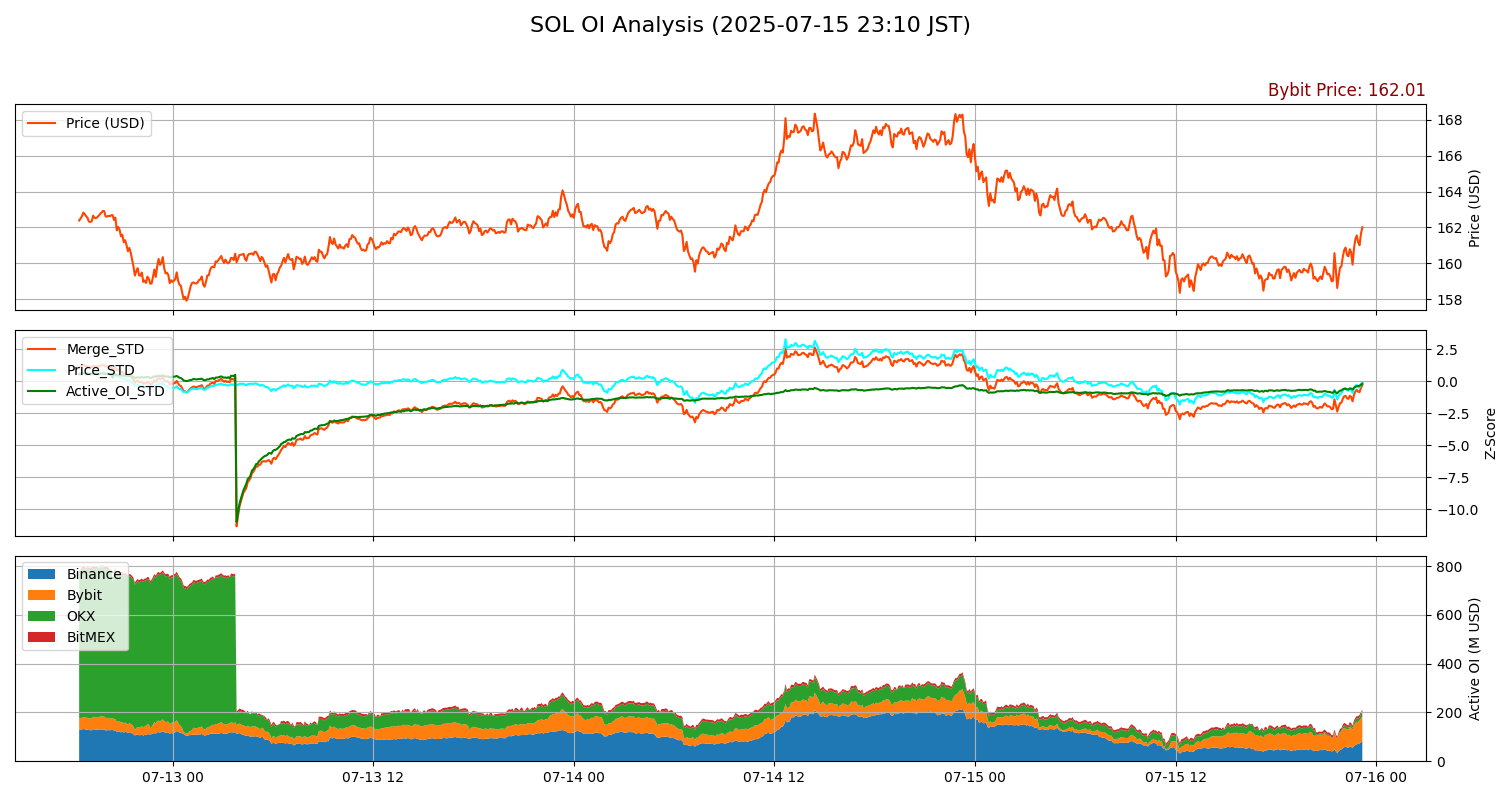 SOL OI Analysis (2025-07-15 23:10 JST)
Bybit Price: 162.01
Price (USD)
168
166
164
162
160
158
Price (USD)
Merge_STD
Price_STD
Active_OI_STD
2.5
0.0
−2.5
−5.0
−7.5
−10.0
Z-Score
Binance
Bybit
OKX
BitMEX
800
600
400
200
0
Active OI (M USD)
07-13 00
07-13 12
07-14 00
07-14 12
07-15 00
07-15 12
07-16 00